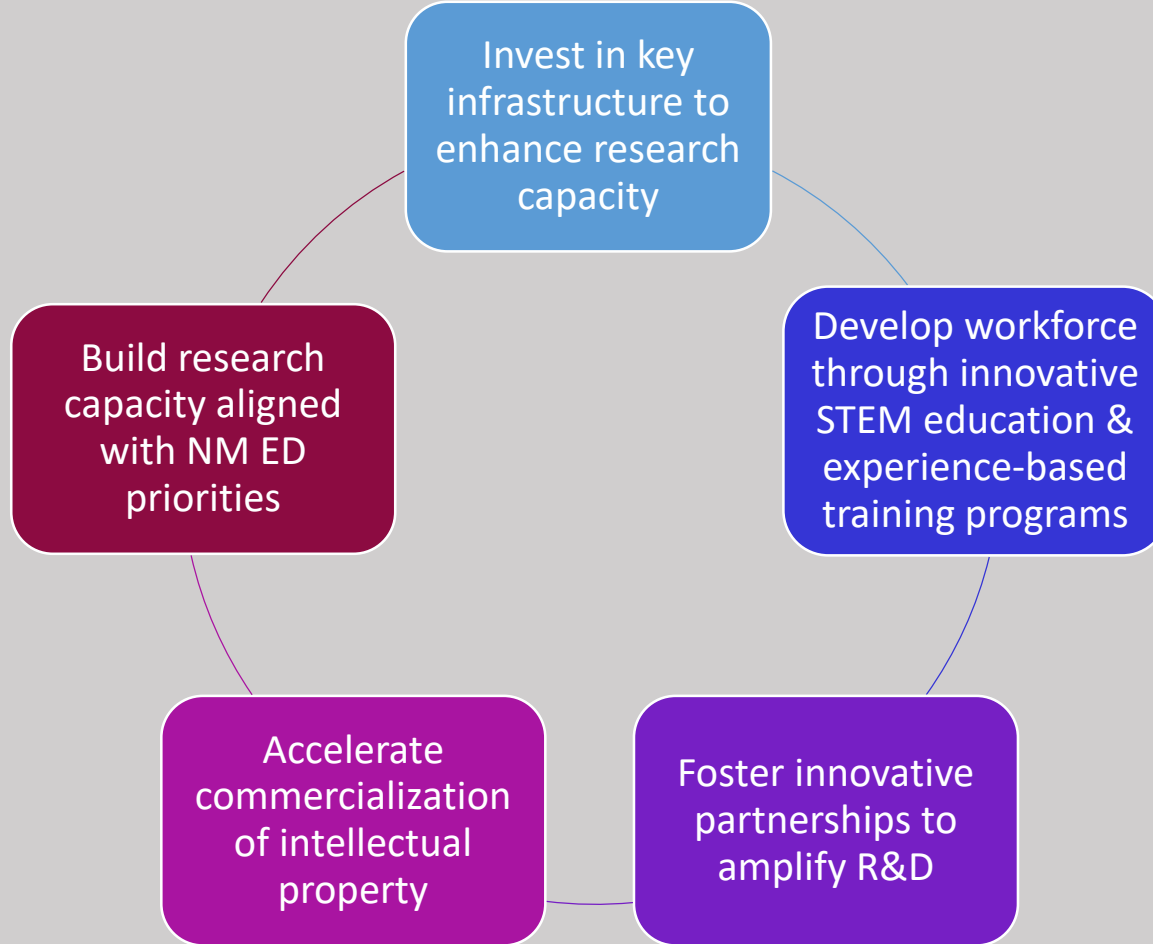 Invest in key
infrastructure to
enhance research
capacity
Develop workforce
through innovative
STEM education &
experience-based
training programs
Foster innovative
partnerships to
amplify R&D
Accelerate
commercialization
of intellectual
property
Build research
capacity aligned
with NM ED
priorities